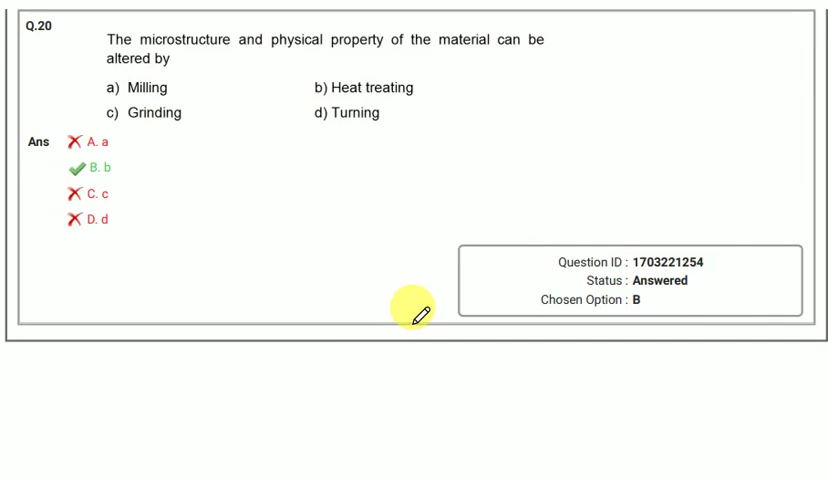 Q.20
The microstructure and physical property of the material can be
altered by
a) Milling b) Heat treating
c) Grinding d) Turning
Ans A. a
B. b
C. c
D. d
Question ID : 1703221254
Status : Answered
Chosen Option : B